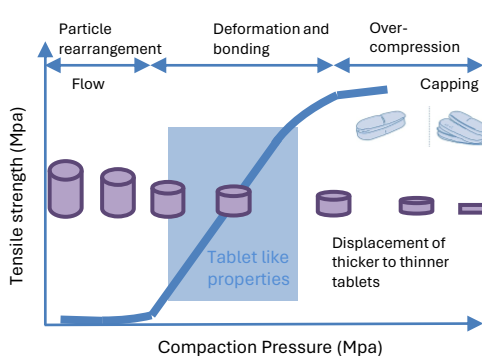 Particle
rearrangement
Deformation and
bonding
Over-
compression
Flow
Capping
Tensile strength (Mpa)
Tablet like
properties
Displacement of
thicker to thinner
tablets
Compaction Pressure (Mpa)